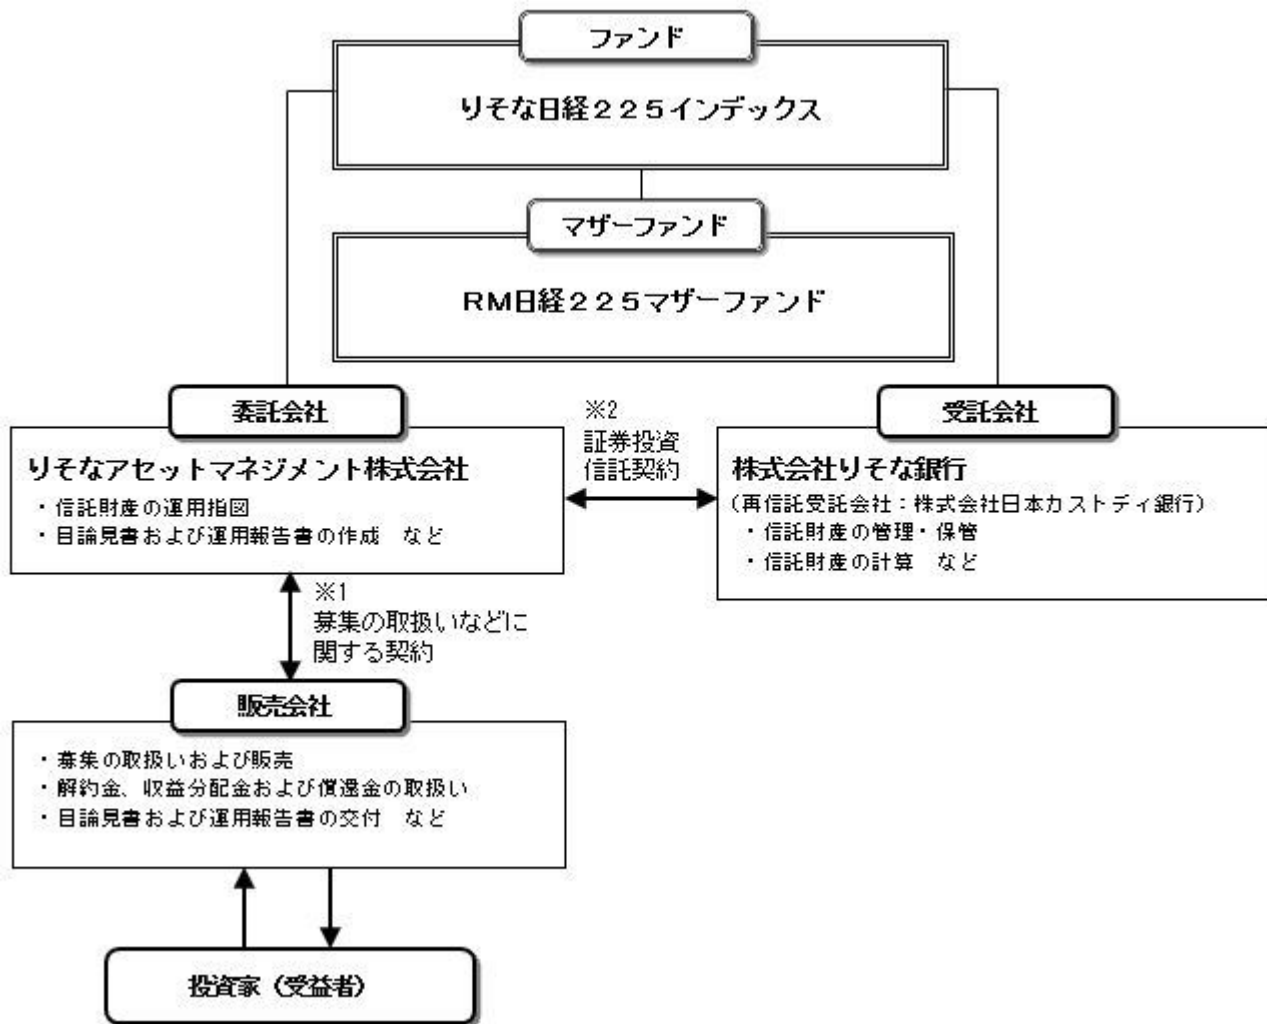 ファンド
りそな日経２２５インデックス
マザーファンド
ＲＭ日経２２５マザーファンド
委託会社
りそなアセットマネジメント株式会社
・信託財産の運用指図
・目論見書および運用報告書の作成　など
※2
証券投資
信託契約
受託会社
株式会社りそな銀行
(再信託受託会社：株式会社日本カストディ銀行)
・信託財産の管理・保管
・信託財産の計算　など
※1
募集の取扱いなどに
関する契約
販売会社
・募集の取扱いおよび販売
・解約金、収益分配金および償還金の取扱い
・目論見書および運用報告書の交付　など
投資家（受益者）